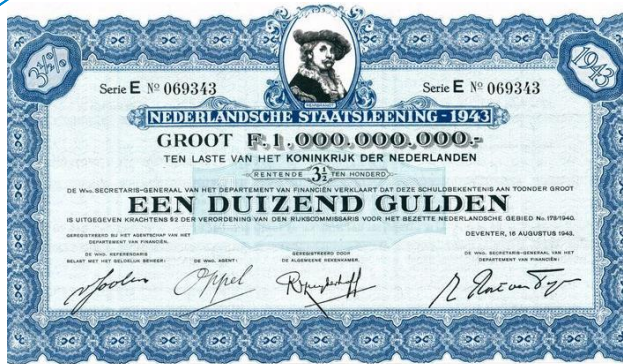 3½%
1943
REMBRANDT
Serie E Nº 069343
Serie E Nº 069343
NEDERLANDSCHE STAATSLEENING - 1943
GROOT F. 1.000.000.000.-
TEN LASTE VAN HET KONINKRIJK DER NEDERLANDEN
RENTENDE 3½ TEN HONDERD
DE WND. SECRETARIS-GENERAAL VAN HET DEPARTEMENT VAN FINANCIËN VERKLAART DAT DEZE SCHULDBEKENTENIS AAN TOONDER GROOT
EEN DUIZEND GULDEN
IS UITGEGEVEN KRACHTENS §2 DER VERORDENING VAN DEN RIJKSCOMMISSARIS VOOR HET BEZETTE NEDERLANDSCHE GEBIED No. 178/1940.
GEREGISTREERD BIJ HET AGENTSCHAP VAN HET
DEPARTEMENT VAN FINANCIËN.
DEVENTER, 16 AUGUSTUS 1943.
DE WND. REFERENDARIS
BELAST MET HET GELDELIJK BEHEER:
DE WND. AGENT:
GEREGISTREERD DOOR
DE ALGEMEENE REKENKAMER.
DE WND. SECRETARIS-GENERAAL VAN HET
DEPARTEMENT VAN FINANCIËN:
Oppel